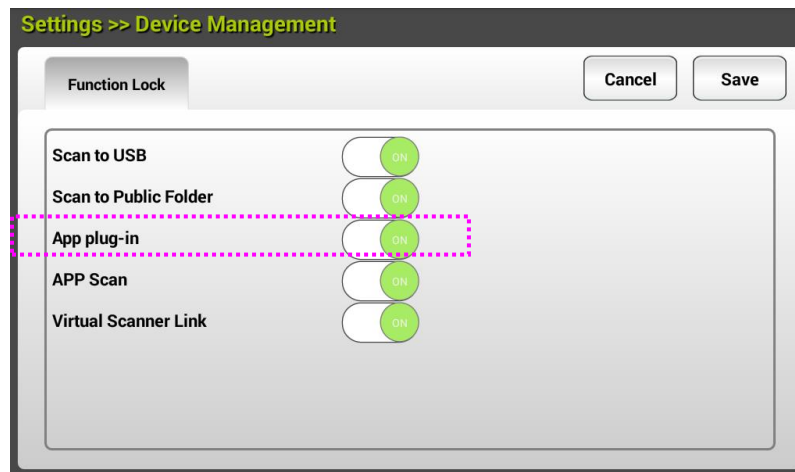 Settings >> Device Management
Function Lock
Cancel
Save
Scan to USB
ON
Scan to Public Folder
ON
App plug-in
ON
APP Scan
ON
Virtual Scanner Link
ON